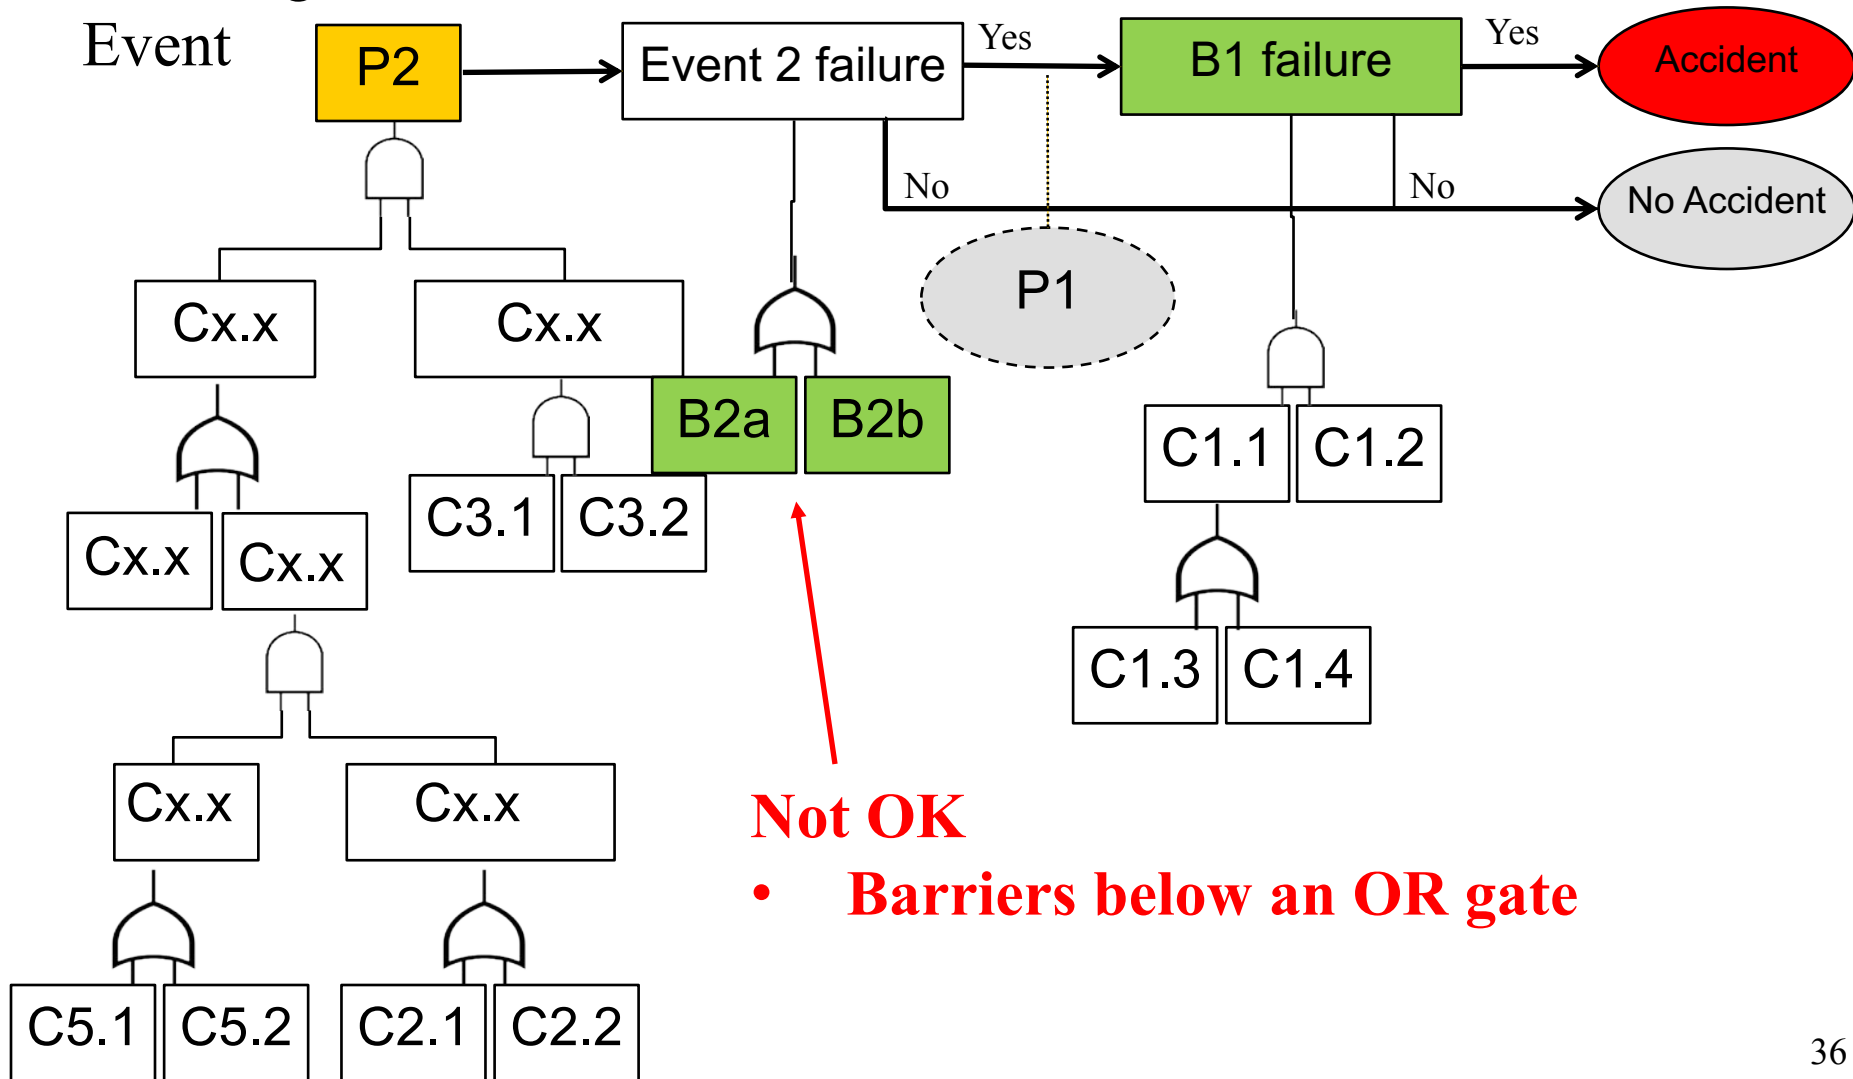 Event
P2
Event 2 failure
Yes
B1 failure
Yes
Accident
No
No
No Accident
P1
Cx.x
Cx.x
B2a
B2b
C1.1
C1.2
C3.1
C3.2
Cx.x
Cx.x
C1.3
C1.4
Cx.x
Cx.x
Not OK
• Barriers below an OR gate
C5.1
C5.2
C2.1
C2.2
36